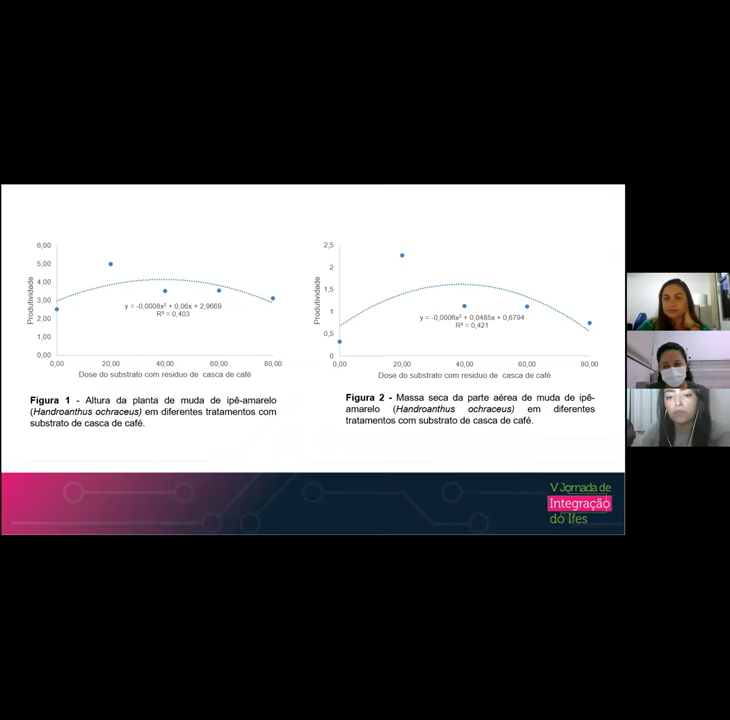 6,00
5,00
4,00
3,00
2,00
1,00
0,00
Produtividade
y = -0,0008x² + 0,06x + 2,9669
R² = 0,403
0,00 20,00 40,00 60,00 80,00
Dose do substrato com residuo de casca de café
Figura 1 - Altura da planta de muda de ipê-amarelo
(Handroanthus ochraceus) em diferentes tratamentos com
substrato de casca de café.
2,5
2
1,5
1
0,5
0
Produtividade
y = -0,0006x² + 0,0485x + 0,6794
R² = 0,421
0,00 20,00 40,00 60,00 80,00
Dose do substrato com residuo de casca de café
Figura 2 - Massa seca da parte aérea de muda de ipê-
amarelo (Handroanthus ochraceus) em diferentes
tratamentos com substrato de casca de café.
V Jornada de
Integração
do Ifes